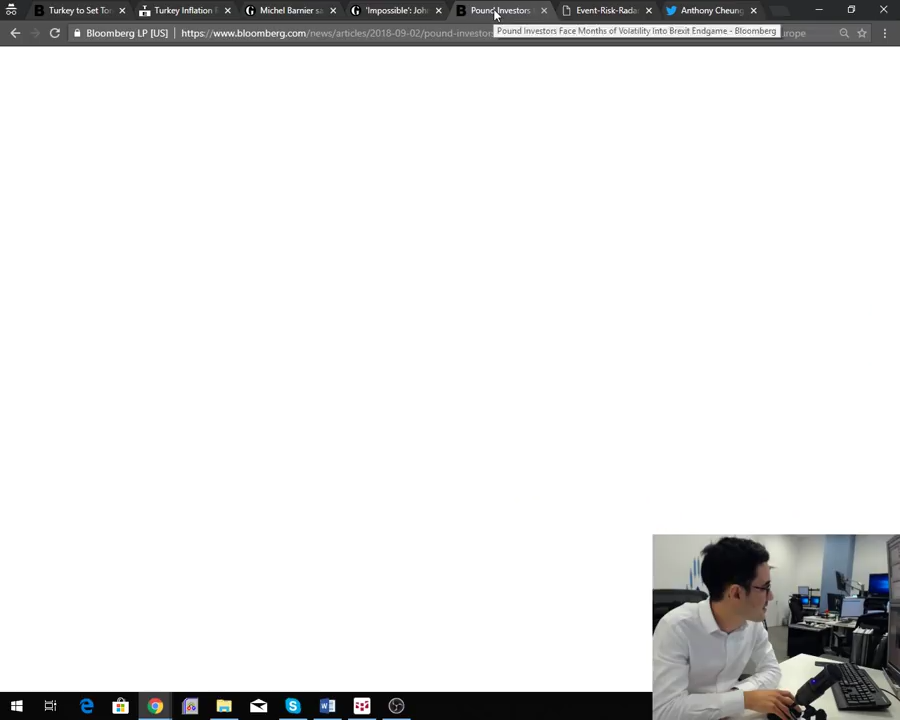 Turkey to Set Ton
Turkey Inflation R
Michel Barnier sa
'Impossible': Joh
Pound Investors
Event-Risk-Rada
Anthony Cheung
Bloomberg LP [US]
https://www.bloomberg.com/news/articles/2018-09-02/pound-investor
urope
Pound Investors Face Months of Volatility Into Brexit Endgame - Bloomberg